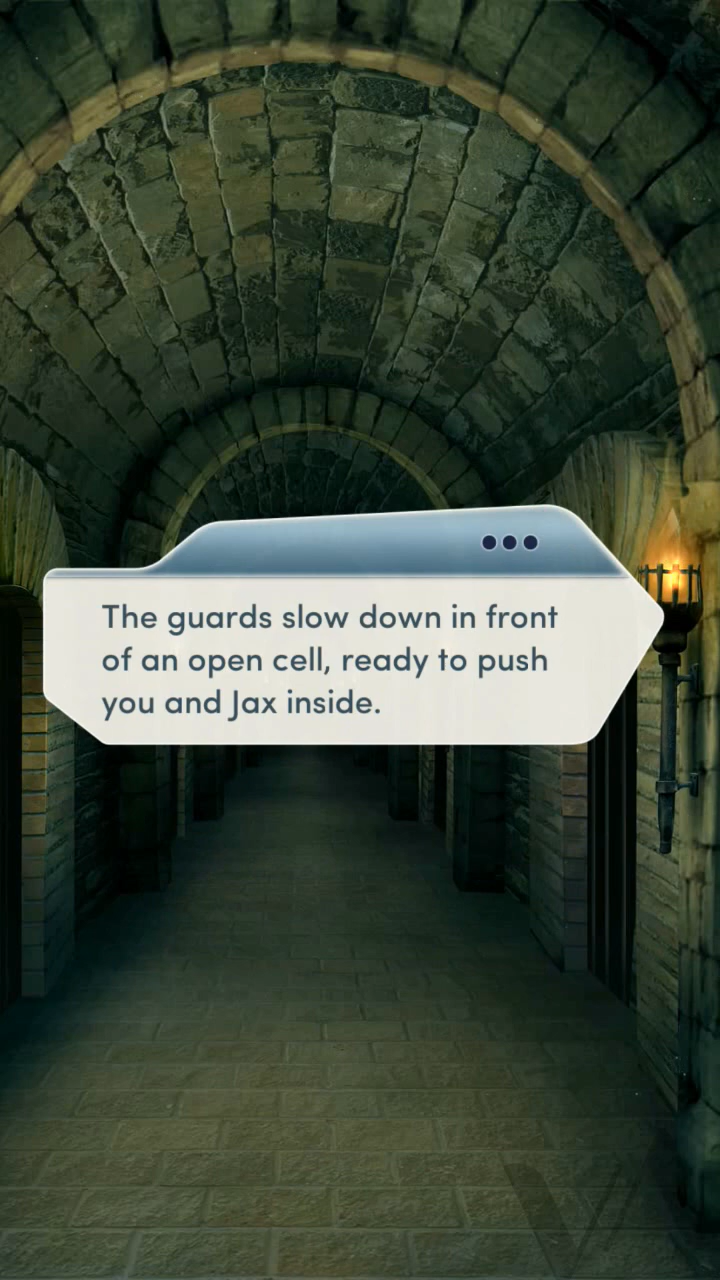 The guards slow down in front
of an open cell, ready to push
you and Jax inside.